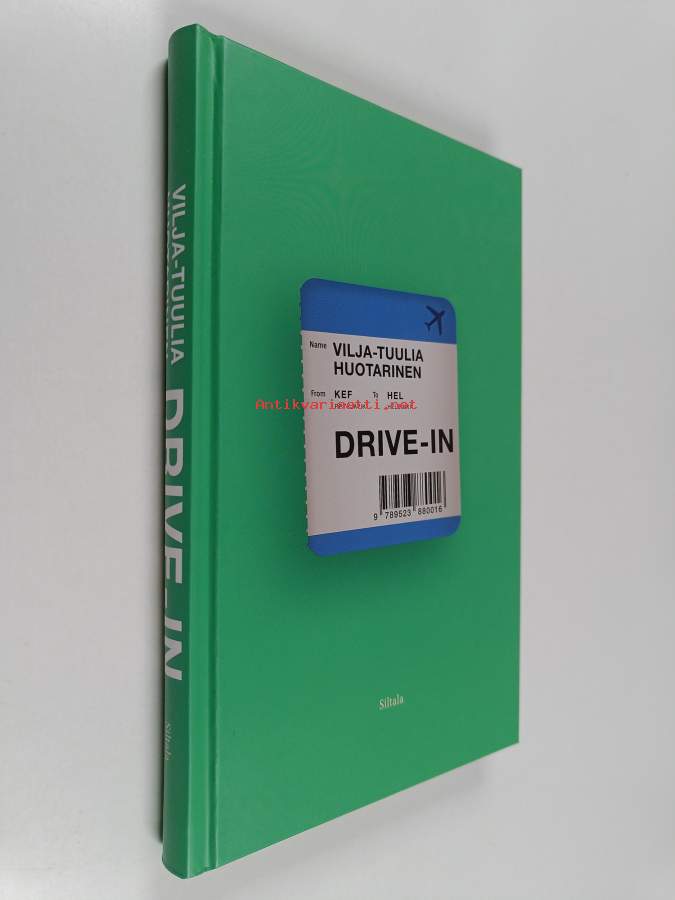 VILJA-TUULIA
DRIVE-IN
Siltala
Name VILJA-TUULIA
HUOTARINEN
From KEF To HEL
Antikvariaatti.net
DRIVE-IN
9 789523 880016
Siltala